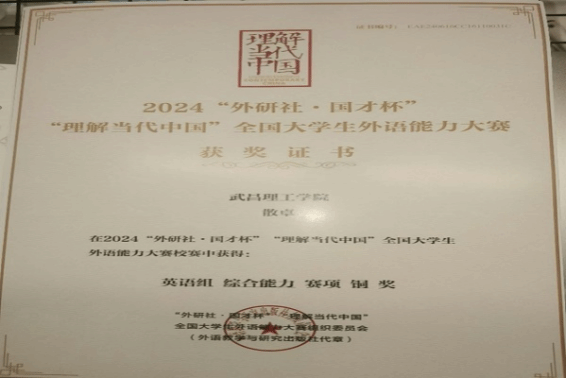 理解
当代
中国
2024“外研社·国才杯”
“理解当代中国”全国大学生外语能力大赛
获奖证书
武昌理工学院
在2024“外研社·国才杯”“理解当代中国”全国大学生
外语能力大赛校赛中获得：
英语组 综合能力 赛项 铜奖
“外研社·国才杯”“理解当代中国”
全国大学生外语能力大赛组织委员会
（外语教学与研究出版社代章）